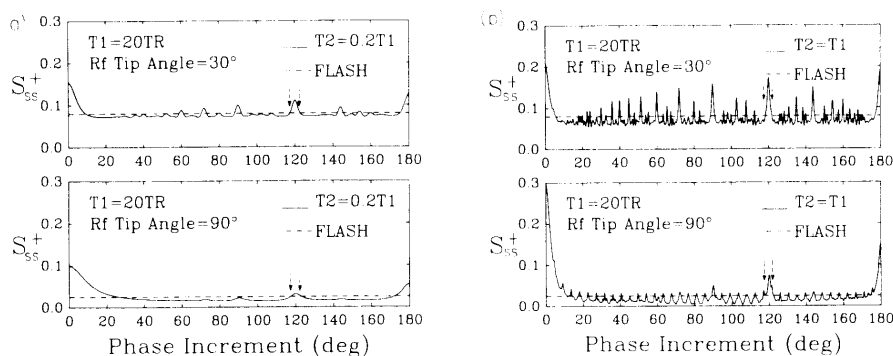 a)
T1=20TR
Rf Tip Angle=30°
T2=0.2T1
FLASH
S+ss
0.3
0.2
0.1
0.0
0 20 40 60 80 100 120 140 160 180
T1=20TR
Rf Tip Angle=90°
T2=0.2T1
FLASH
S+ss
0.3
0.2
0.1
0.0
0 20 40 60 80 100 120 140 160 180
Phase Increment (deg)
(b)
T1=20TR
Rf Tip Angle=30°
T2=T1
FLASH
S+ss
0.3
0.2
0.1
0.0
0 20 40 60 80 100 120 140 160 180
T1=20TR
Rf Tip Angle=90°
T2=T1
FLASH
S+ss
0.3
0.2
0.1
0.0
0 20 40 60 80 100 120 140 160 180
Phase Increment (deg)